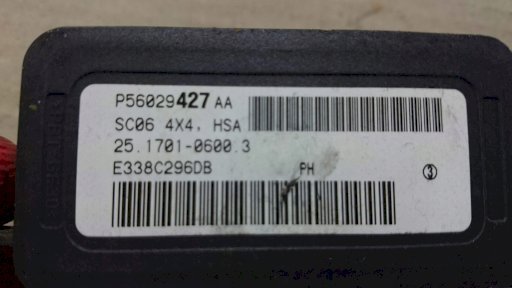 P56029427AA
SC06 4X4, HSA
25.1701-0600.3
E338C296DB PH 3